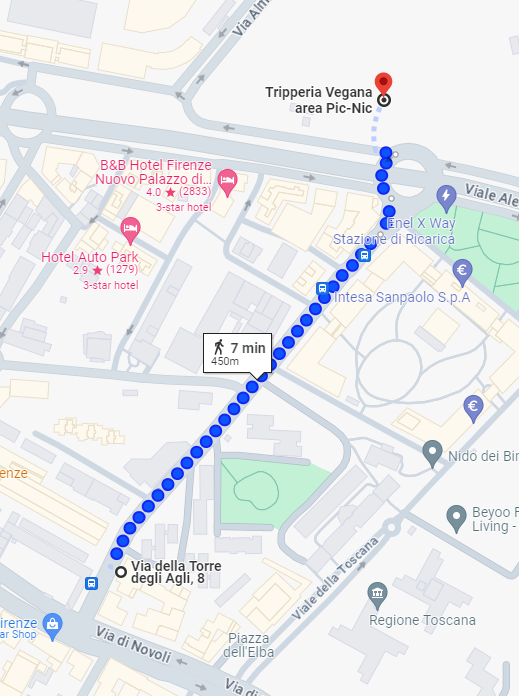 Via Alm
Tripperia Vegana
area Pic-Nic
B&B Hotel Firenze
Nuovo Palazzo di...
4.0 ★ (2833)
3-star hotel
Viale Ale
Enel X Way
Stazione di Ricarica
Hotel Auto Park
2.9 ★ (1279)
3-star hotel
Intesa Sanpaolo S.p.A
7 min
450m
Nido dei Bir
enze
Beyoo F
Living -
Via della Torre
degli Agli, 8
Viale della Toscana
Regione Toscana
irenze
ar Shop
Via di Novoli
Piazza
dell'Elba
Via di